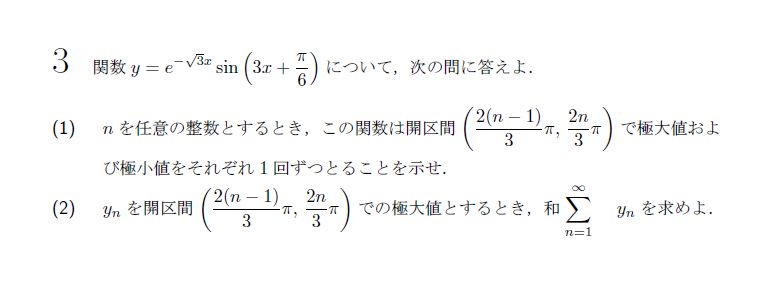 3 関数 $y = e^{-\sqrt{3}x} \sin\left(3x + \frac{\pi}{6}\right)$ について，次の問に答えよ．
(1) $n$ を任意の整数とするとき，この関数は開区間 $\left(\frac{2(n-1)}{3}\pi, \frac{2n}{3}\pi\right)$ で極大値およ
び極小値をそれぞれ 1 回ずつとることを示せ．
(2) $y_n$ を開区間 $\left(\frac{2(n-1)}{3}\pi, \frac{2n}{3}\pi\right)$ での極大値とするとき，和 $\sum_{n=1}^{\infty} y_n$ を求めよ．